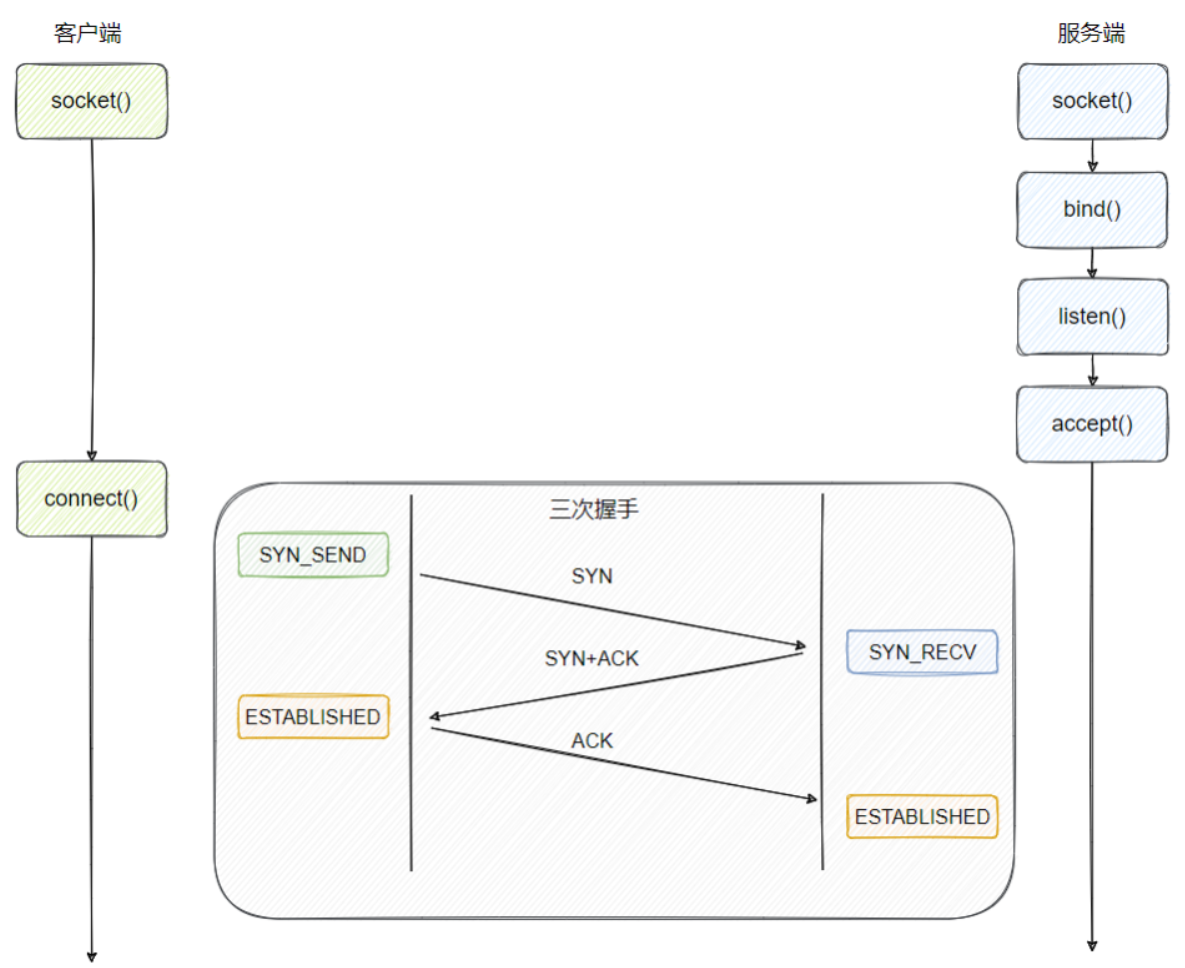 客户端
服务端
socket()
socket()
bind()
listen()
accept()
connect()
三次握手
SYN_SEND
SYN
SYN+ACK
SYN_RECV
ESTABLISHED
ACK
ESTABLISHED